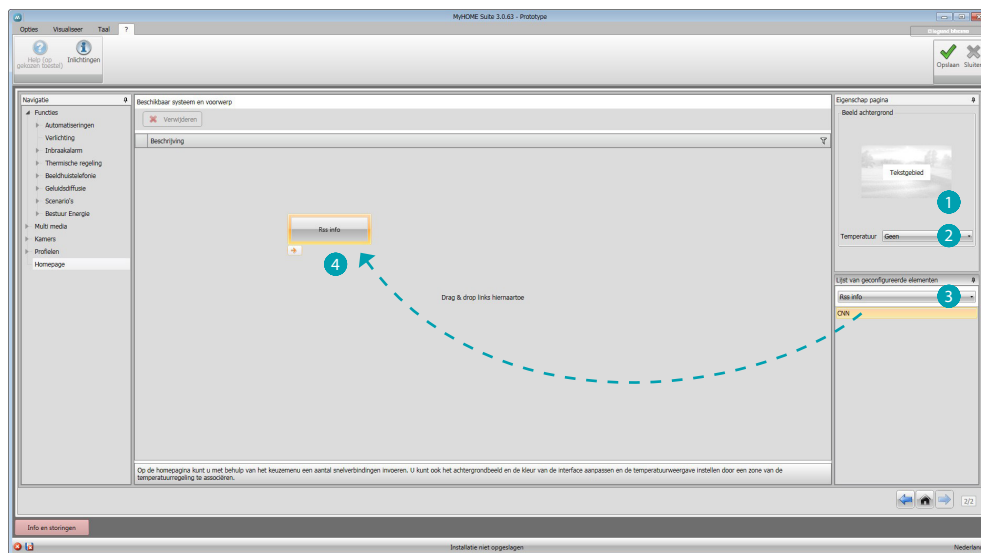 MyHOME Suite 3.0.63 - Prototype
Opties Visualiseer Taal ?
Help (op gekozen toestel)
Inlichtingen
Opslaan Sluiten
Navigatie
Functies
Automatiseringen
Verlichting
Inbraakalarm
Thermische regeling
Beeldhuistelefonie
Geluidsdiffusie
Scenario's
Bestuur Energie
Multi media
Kamers
Profielen
Homepage
Beschikbaar systeem en voorwerp
Verwijderen
Beschrijving
Rss info
4
Drag & drop links hiernaartoe
Op de homepagina kunt u met behulp van het keuzemenu een aantal snelverbindingen invoeren. U kunt ook het achtergrondbeeld en de kleur van de interface aanpassen en de temperatuurweergave instellen door een zone van de
temperatuurregeling te associëren.
Eigenschap pagina
Beeld achtergrond
Tekstgebied
1
Temperatuur Geen 2
Lijst van geconfigureerde elementen
Rss info 3
CNN
2/2
Info en storingen
Installatie niet opgeslagen
Nederlan